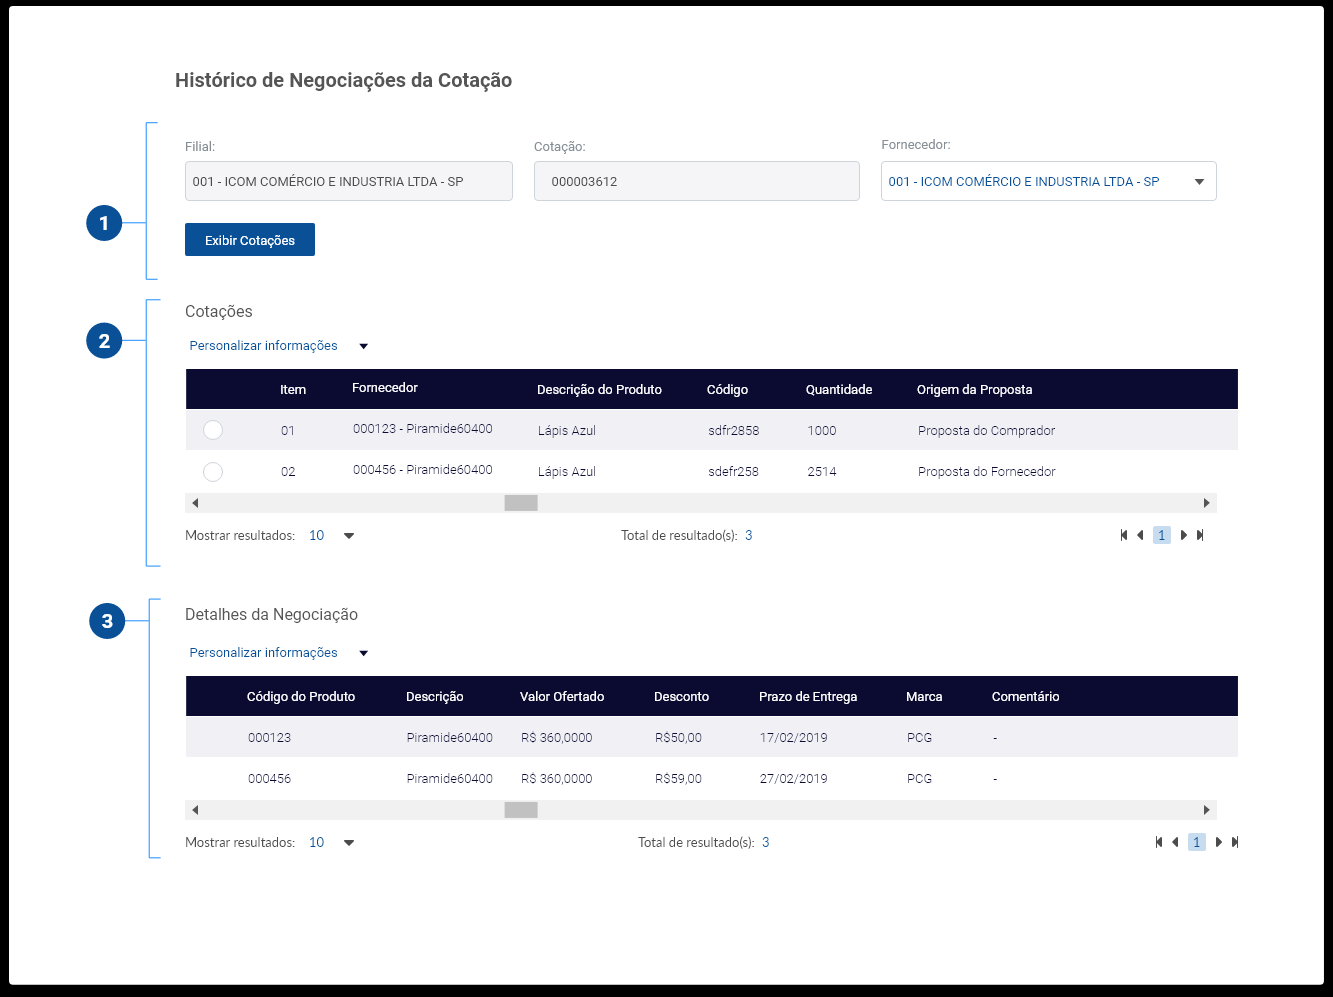 Histórico de Negociações da Cotação
Filial: Cotação: Fornecedor:
001 - ICOM COMÉRCIO E INDUSTRIA LTDA - SP 000003612 001 - ICOM COMÉRCIO E INDUSTRIA LTDA - SP
1
Exibir Cotações
Cotações
2
Personalizar informações
Item Fornecedor Descrição do Produto Código Quantidade Origem da Proposta
01 000123 - Piramide60400 Lápis Azul sdfr2858 1000 Proposta do Comprador
02 000456 - Piramide60400 Lápis Azul sdefr258 2514 Proposta do Fornecedor
Mostrar resultados: 10 Total de resultado(s): 3 1
Detalhes da Negociação
3
Personalizar informações
Código do Produto Descrição Valor Ofertado Desconto Prazo de Entrega Marca Comentário
000123 Piramide60400 R$ 360,0000 R$50,00 17/02/2019 PCG -
000456 Piramide60400 R$ 360,0000 R$59,00 27/02/2019 PCG -
Mostrar resultados: 10 Total de resultado(s): 3 1